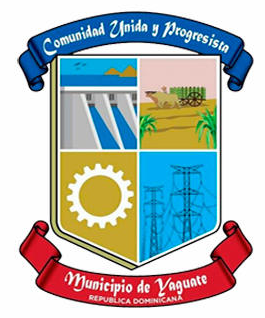 Comunidad Unida y Progresista
Municipio de Yaguate
REPUBLICA DOMINICANA